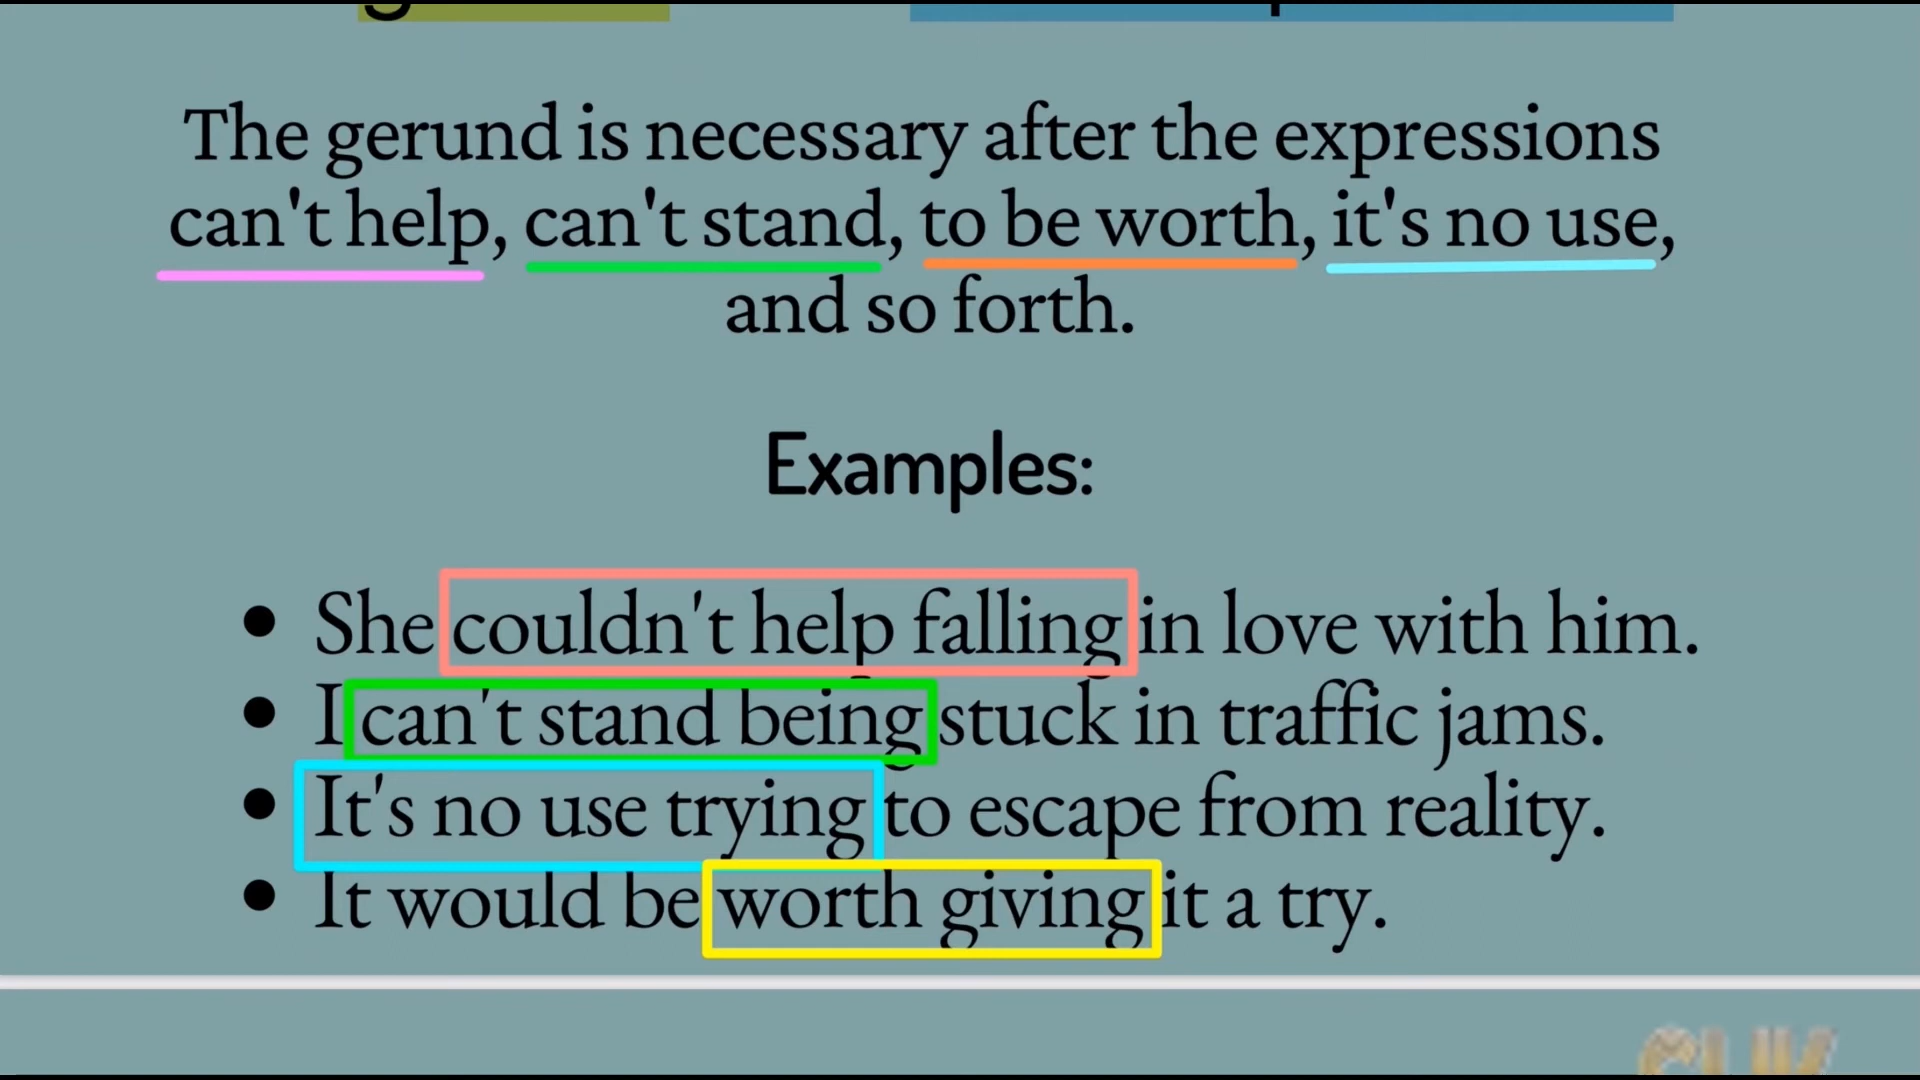 The gerund is necessary after the expressions
can't help, can't stand, to be worth, it's no use,
and so forth.
Examples:
• She couldn't help falling in love with him.
• I can't stand being stuck in traffic jams.
• It's no use trying to escape from reality.
• It would be worth giving it a try.